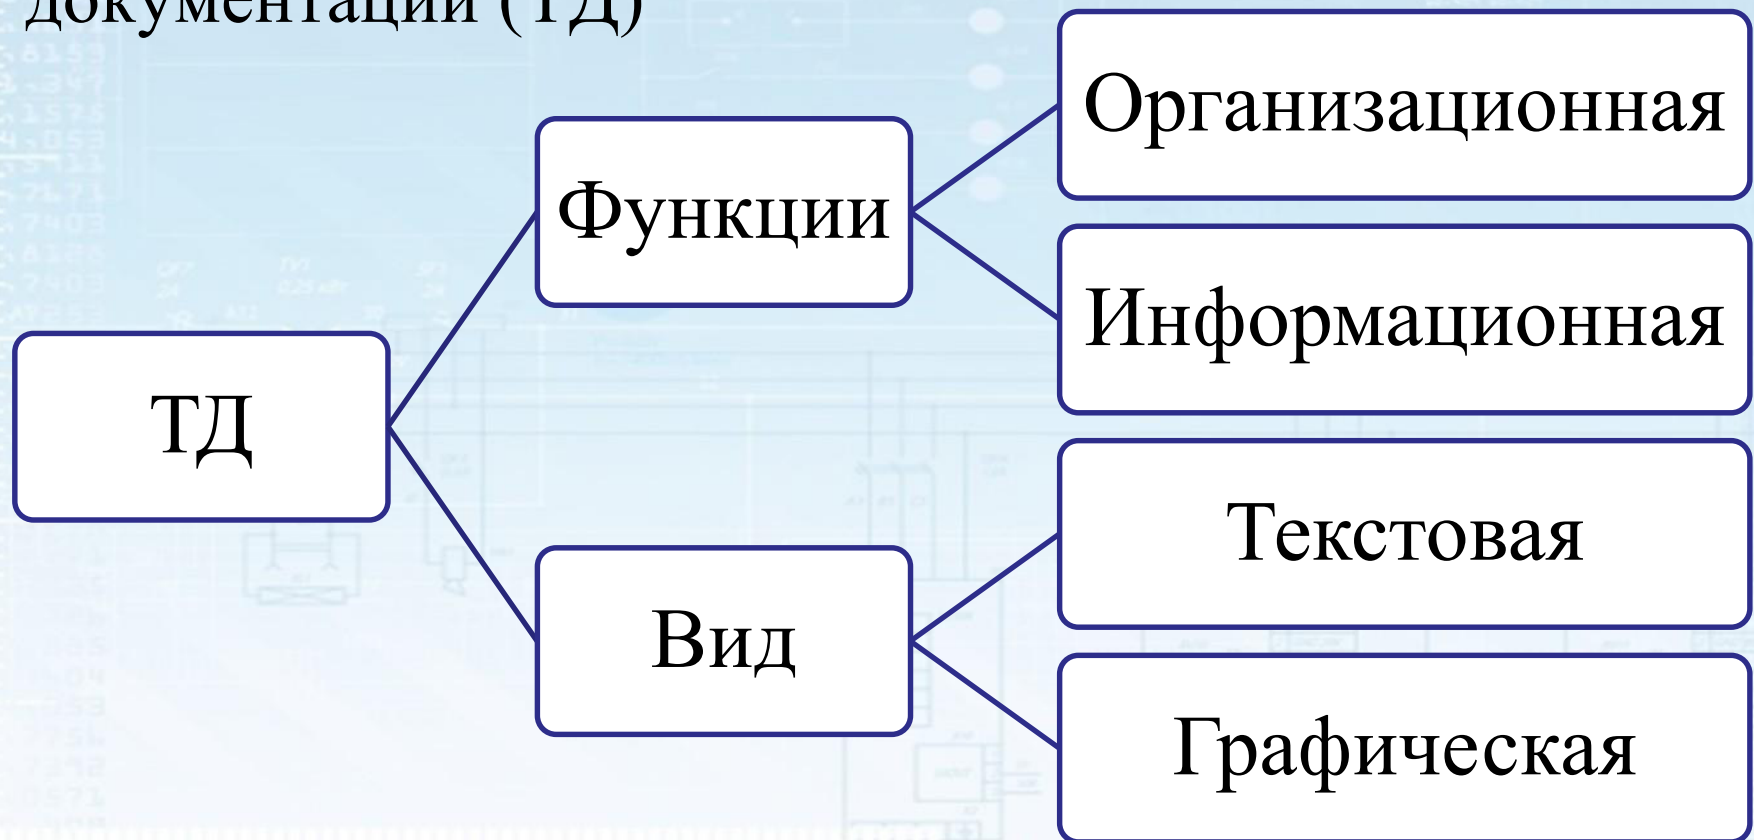 документации (ТД)
Организационная
Функции
Информационная
ТД
Текстовая
Вид
Графическая